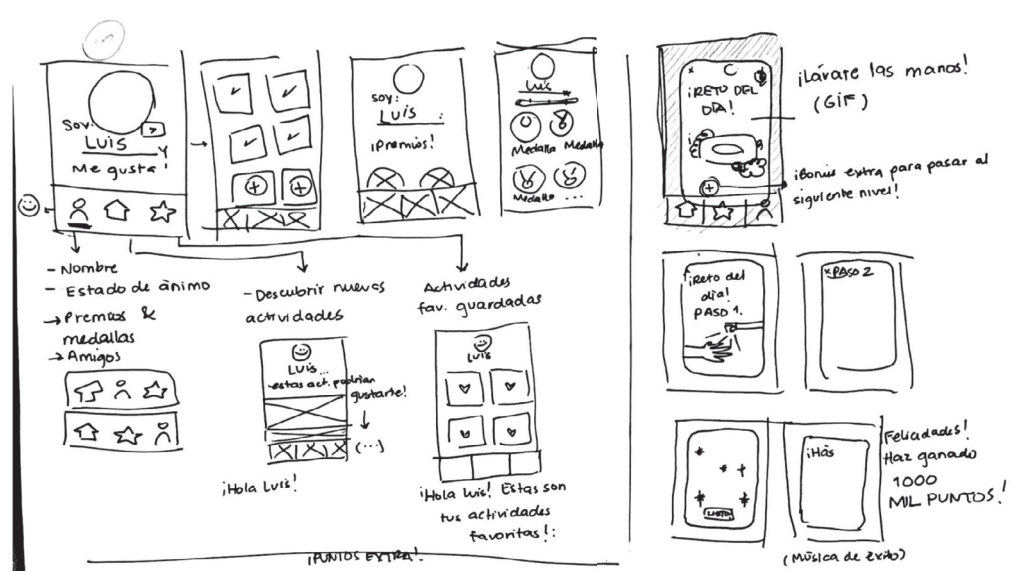 Soy:
LUIS
y
Me gusta!
soy:
LUIS :
¡Premios!
Luis
Medalla Medalla
Medalla ...
- Nombre
- Estado de ánimo
→ Premios &
medallas
→ Amigos
- Descubrir nuevas
actividades
Actividades
fav. guardadas
LUIS...
estas act. podrían
gustarte!
(...)
¡Hola Luis!
LUIS
¡Hola Luis! Estas son
tus actividades
favoritas!:
¡PUNTOS EXTRA!
x
¡RETO DEL
DÍA!
¡Lávate las manos!
(GIF)
¡Bonus extra para pasar al
siguiente nivel!
¡Reto del
día!
PASO 1.
x PASO 2
LISTO!
¡Hás
Felicidades!
Haz ganado
1000
MIL PUNTOS!
(Música de éxito)